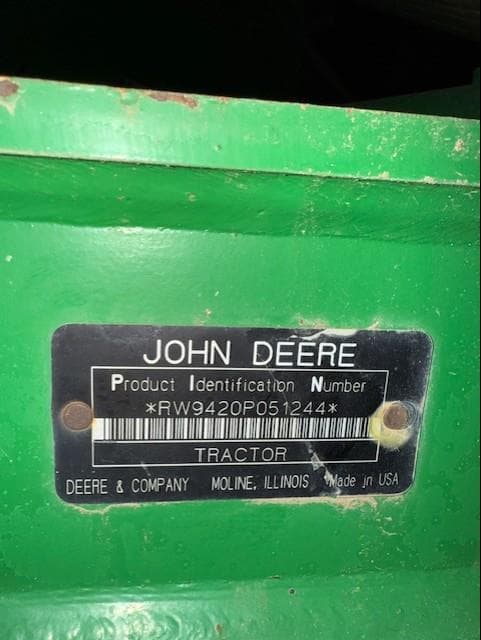 JOHN DEERE
Product Identification Number
*RW9420P051244*
TRACTOR
DEERE & COMPANY MOLINE, ILLINOIS Made in USA